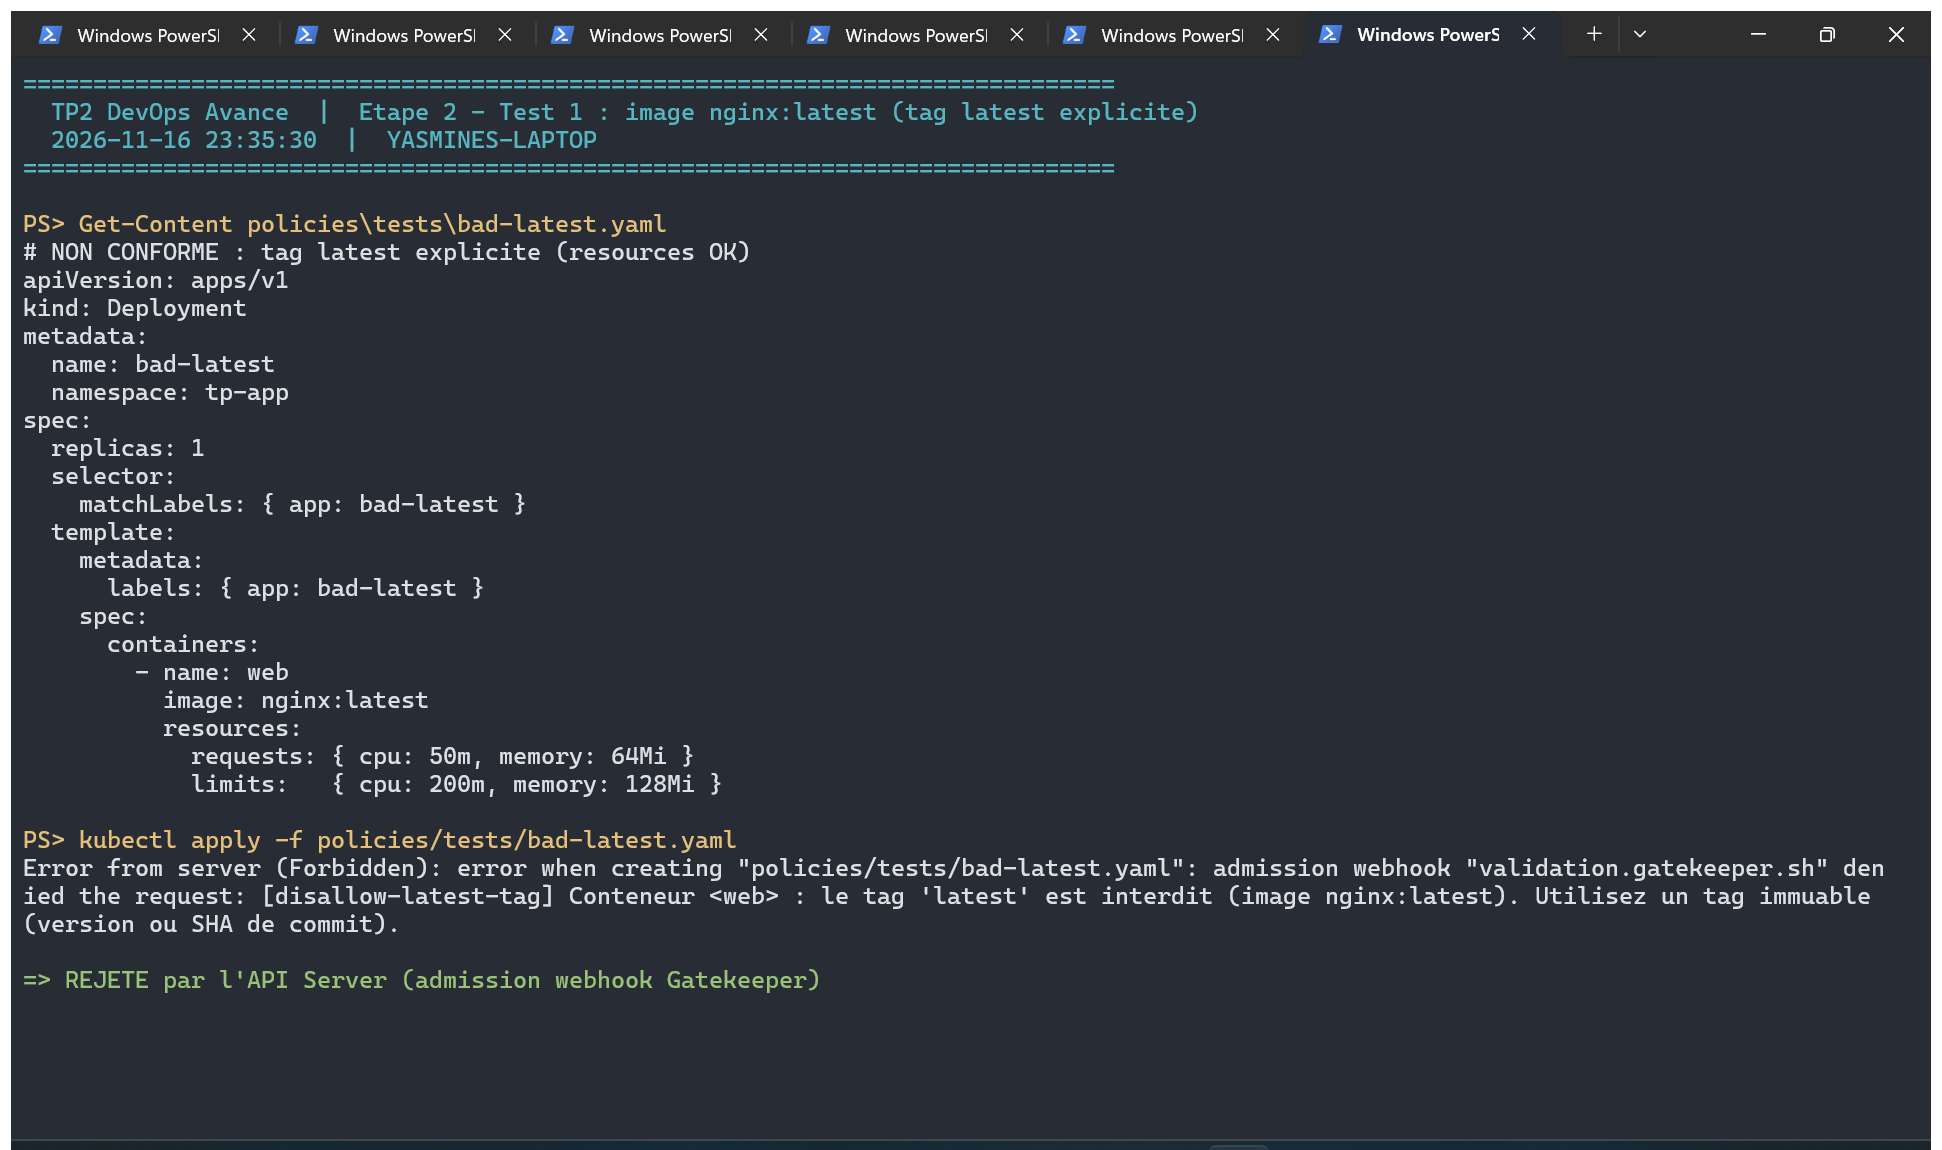 Windows PowerS Windows PowerS Windows PowerS Windows PowerS Windows PowerS Windows PowerS
==============================================================================
  TP2 DevOps Avance  |  Etape 2 - Test 1 : image nginx:latest (tag latest explicite)
  2026-11-16 23:35:30  |  YASMINES-LAPTOP
==============================================================================
PS> Get-Content policies\tests\bad-latest.yaml
# NON CONFORME : tag latest explicite (resources OK)
apiVersion: apps/v1
kind: Deployment
metadata:
  name: bad-latest
  namespace: tp-app
spec:
  replicas: 1
  selector:
    matchLabels: { app: bad-latest }
  template:
    metadata:
      labels: { app: bad-latest }
    spec:
      containers:
        - name: web
          image: nginx:latest
          resources:
            requests: { cpu: 50m, memory: 64Mi }
            limits:   { cpu: 200m, memory: 128Mi }
PS> kubectl apply -f policies/tests/bad-latest.yaml
Error from server (Forbidden): error when creating "policies/tests/bad-latest.yaml": admission webhook "validation.gatekeeper.sh" den
ied the request: [disallow-latest-tag] Conteneur <web> : le tag 'latest' est interdit (image nginx:latest). Utilisez un tag immuable
(version ou SHA de commit).
=> REJETE par l'API Server (admission webhook Gatekeeper)